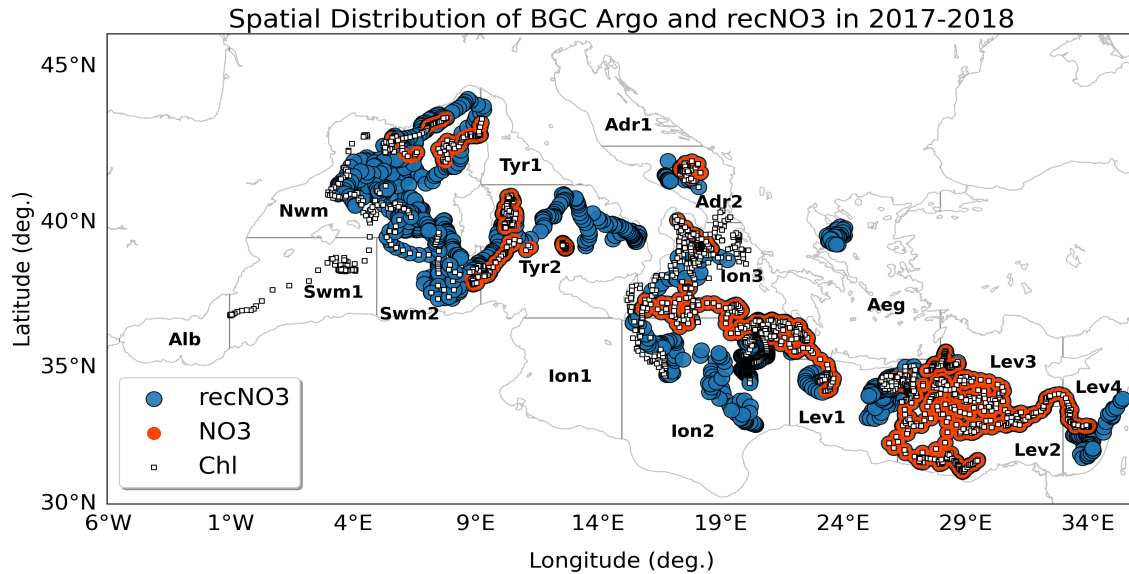 Spatial Distribution of BGC Argo and recNO3 in 2017-2018
45°N
40°N
35°N
30°N
Latitude (deg.)
Adr1
Tyr1
Adr2
Nwm
Tyr2
Ion3
Swm1
Swm2
Aeg
Alb
Ion1
Lev3
Lev4
Lev1
Ion2
Lev2
recNO3
NO3
Chl
6°W 1°W 4°E 9°E 14°E 19°E 24°E 29°E 34°E
Longitude (deg.)